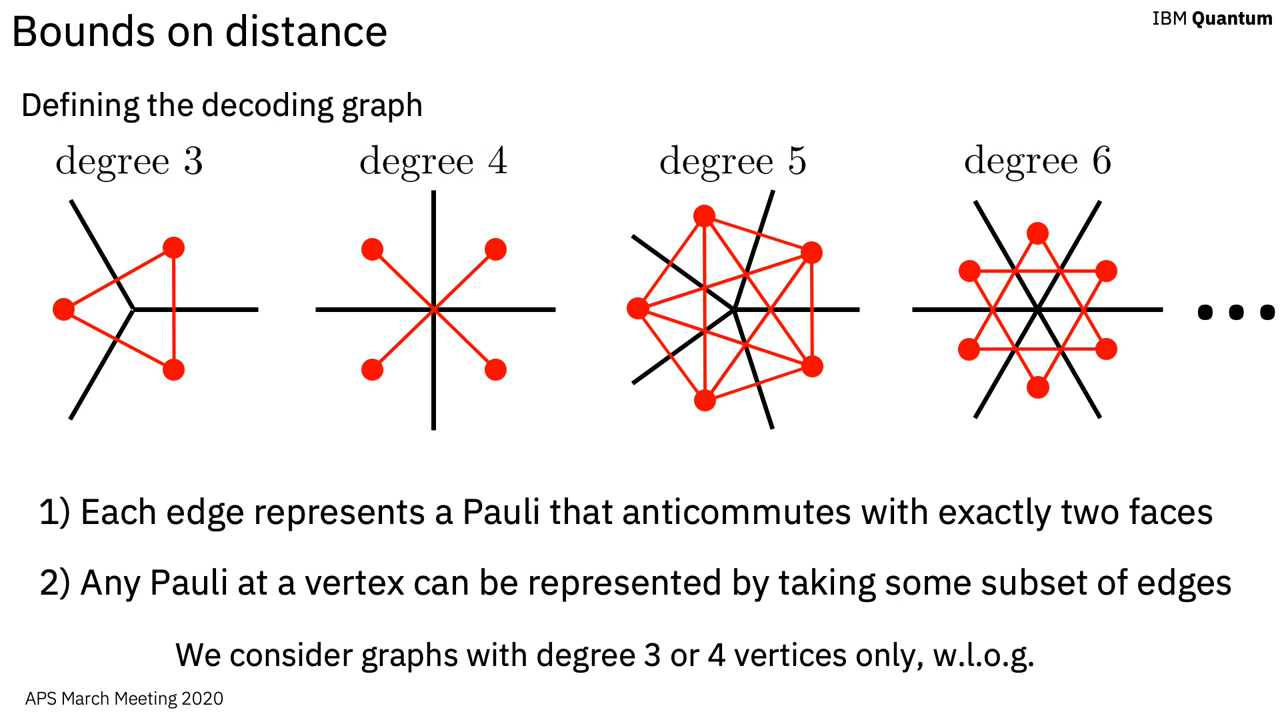 Bounds on distance
IBM Quantum
Defining the decoding graph
degree 3
degree 4
degree 5
degree 6
1) Each edge represents a Pauli that anticommutes with exactly two faces
2) Any Pauli at a vertex can be represented by taking some subset of edges
We consider graphs with degree 3 or 4 vertices only, w.l.o.g.
APS March Meeting 2020